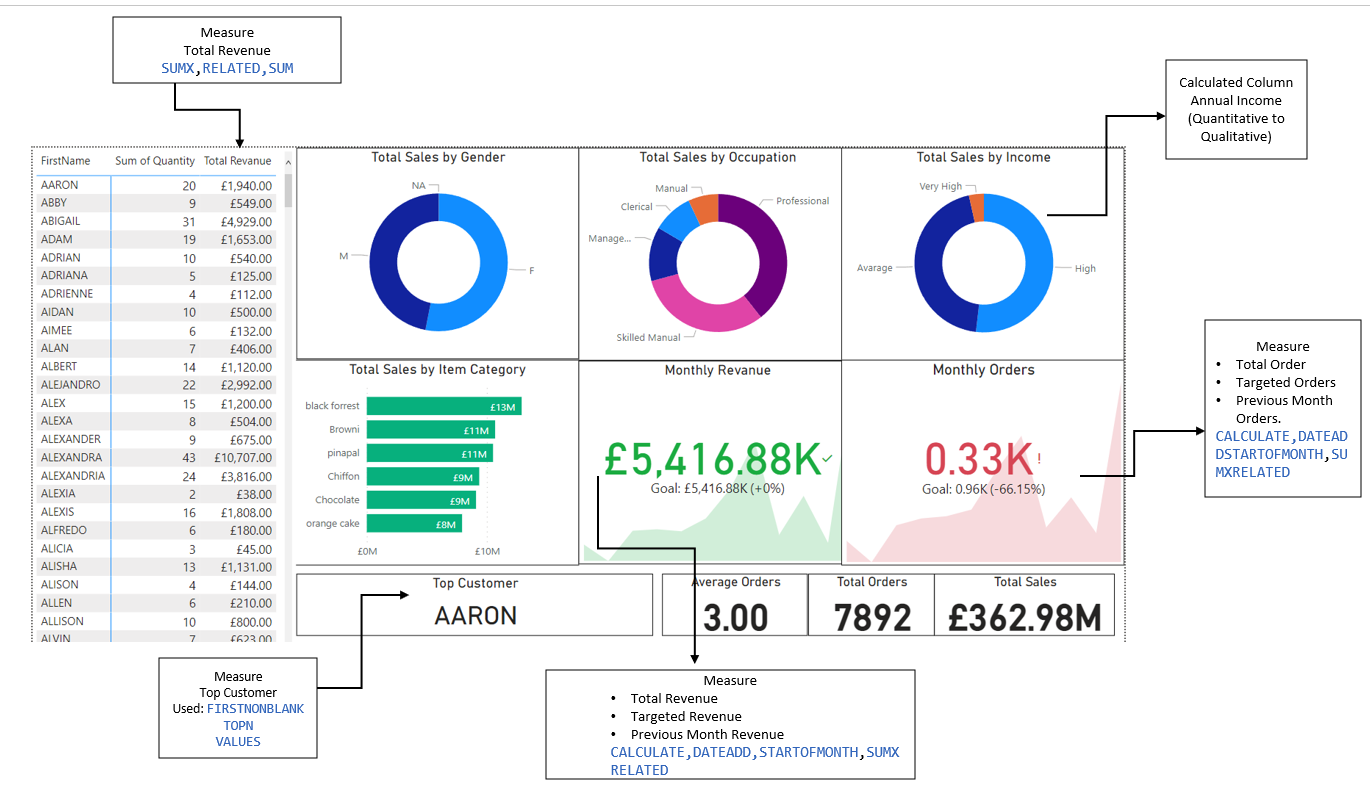 Measure
Total Revenue
SUMX,RELATED,SUM
Calculated Column
Annual Income
(Quantitative to
Qualitative)
FirstName Sum of Quantity Total Revanue
AARON 20 £1,940.00
ABBY 9 £549.00
ABIGAIL 31 £4,929.00
ADAM 19 £1,653.00
ADRIAN 10 £540.00
ADRIANA 5 £125.00
ADRIENNE 4 £112.00
AIDAN 10 £500.00
AIMEE 6 £132.00
ALAN 7 £406.00
ALBERT 14 £1,120.00
ALEJANDRO 22 £2,992.00
ALEX 15 £1,200.00
ALEXA 8 £504.00
ALEXANDER 9 £675.00
ALEXANDRA 43 £10,707.00
ALEXANDRIA 24 £3,816.00
ALEXIA 2 £38.00
ALEXIS 16 £1,808.00
ALFREDO 6 £180.00
ALICIA 3 £45.00
ALISHA 13 £1,131.00
ALISON 4 £144.00
ALLEN 6 £210.00
ALLISON 10 £800.00
ALVIN 7 £623.00
Total Sales by Gender
NA
M
F
Total Sales by Occupation
Manual
Professional
Clerical
Manage...
Skilled Manual
Total Sales by Income
Very High
Avarage
High
Total Sales by Item Category
black forrest £13M
Browni £11M
pinapal £11M
Chiffon £9M
Chocolate £9M
orange cake £8M
£0M £10M
Monthly Revanue
£5,416.88K
Goal: £5,416.88K (+0%)
Monthly Orders
0.33K!
Goal: 0.96K (-66.15%)
Measure
• Total Order
• Targeted Orders
• Previous Month
Orders.
CALCULATE,DATEAD
DSTARTOFMONTH,SU
MXRELATED
Top Customer
AARON
Average Orders
3.00
Total Orders
7892
Total Sales
£362.98M
Measure
Top Customer
Used: FIRSTNONBLANK
TOPN
VALUES
Measure
• Total Revenue
• Targeted Revenue
• Previous Month Revenue
CALCULATE,DATEADD,STARTOFMONTH,SUMX
RELATED